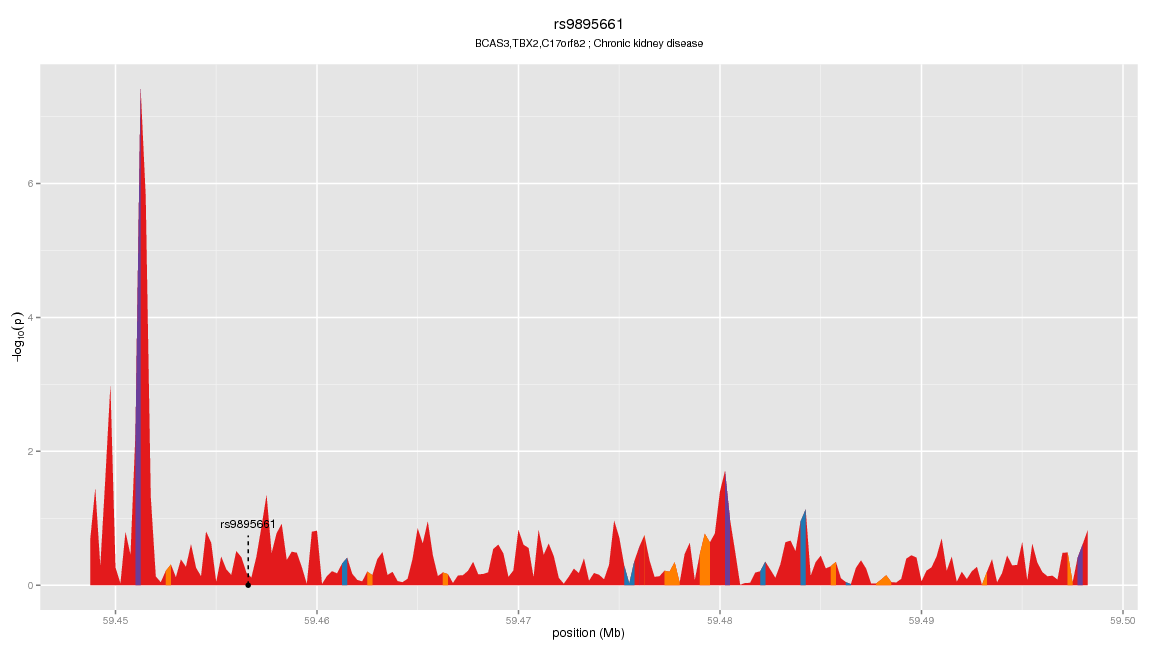 rs9895661
BCAS3,TBX2,C17orf82 ; Chronic kidney disease
6
4
2
0
−log10(p)
rs9895661
59.45 59.46 59.47 59.48 59.49 59.50
position (Mb)